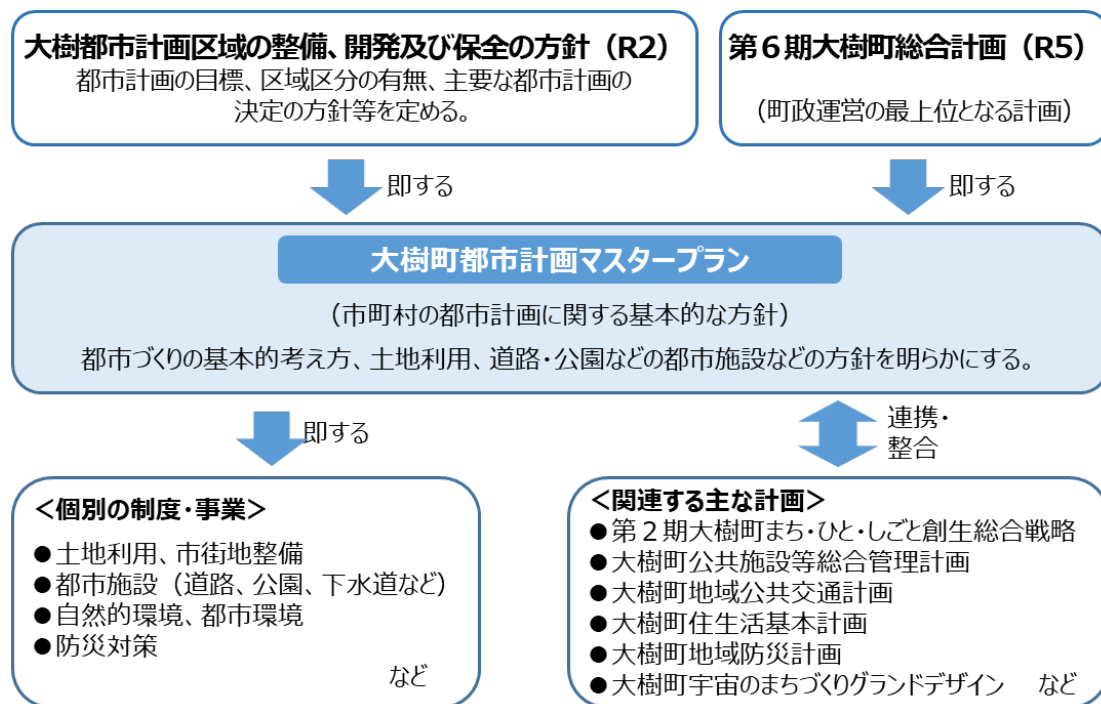 大樹都市計画区域の整備、開発及び保全の方針（R2）
都市計画の目標、区域区分の有無、主要な都市計画の
決定の方針等を定める。
第６期大樹町総合計画（R5）
（町政運営の最上位となる計画）
即する
即する
大樹町都市計画マスタープラン
（市町村の都市計画に関する基本的な方針）
都市づくりの基本的考え方、土地利用、道路・公園などの都市施設などの方針を明らかにする。
即する
連携・
整合
＜個別の制度・事業＞
●土地利用、市街地整備
●都市施設（道路、公園、下水道など）
●自然的環境、都市環境
●防災対策
など
＜関連する主な計画＞
●第２期大樹町まち・ひと・しごと創生総合戦略
●大樹町公共施設等総合管理計画
●大樹町地域公共交通計画
●大樹町住生活基本計画
●大樹町地域防災計画
●大樹町宇宙のまちづくりグランドデザイン　など